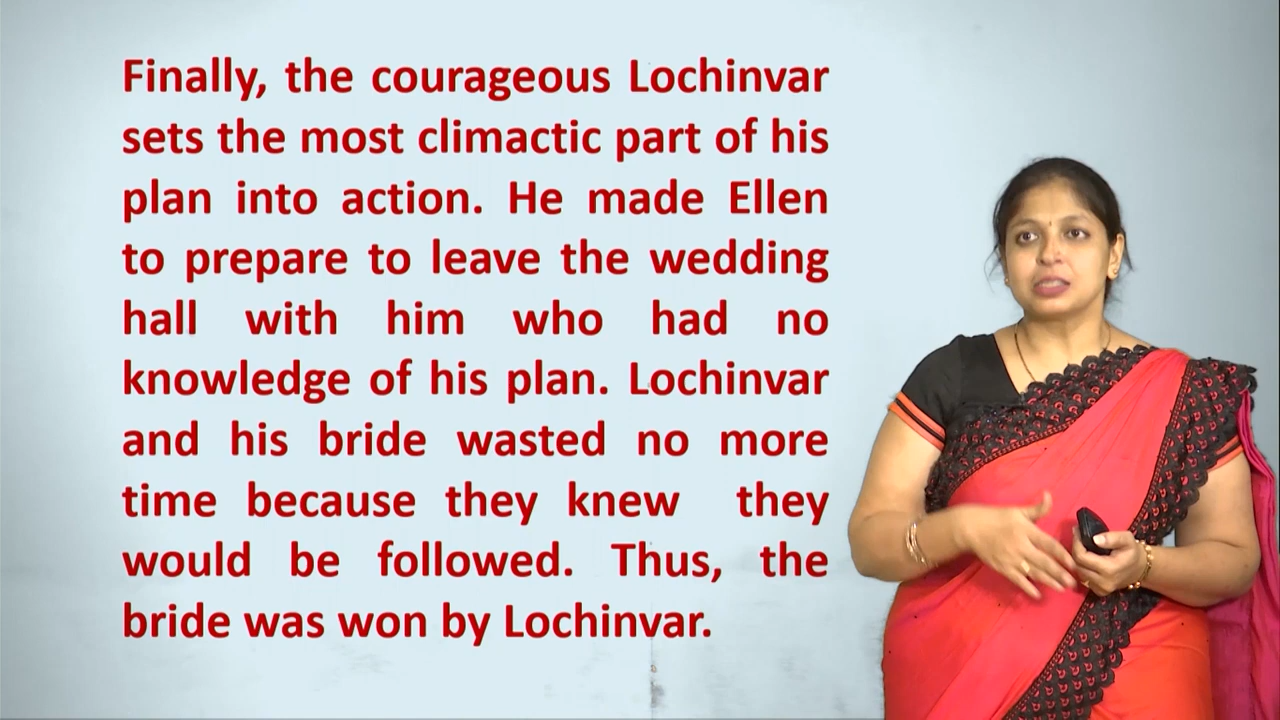 Finally, the courageous Lochinvar
sets the most climactic part of his
plan into action. He made Ellen
to prepare to leave the wedding
hall with him who had no
knowledge of his plan. Lochinvar
and his bride wasted no more
time because they knew they
would be followed. Thus, the
bride was won by Lochinvar.